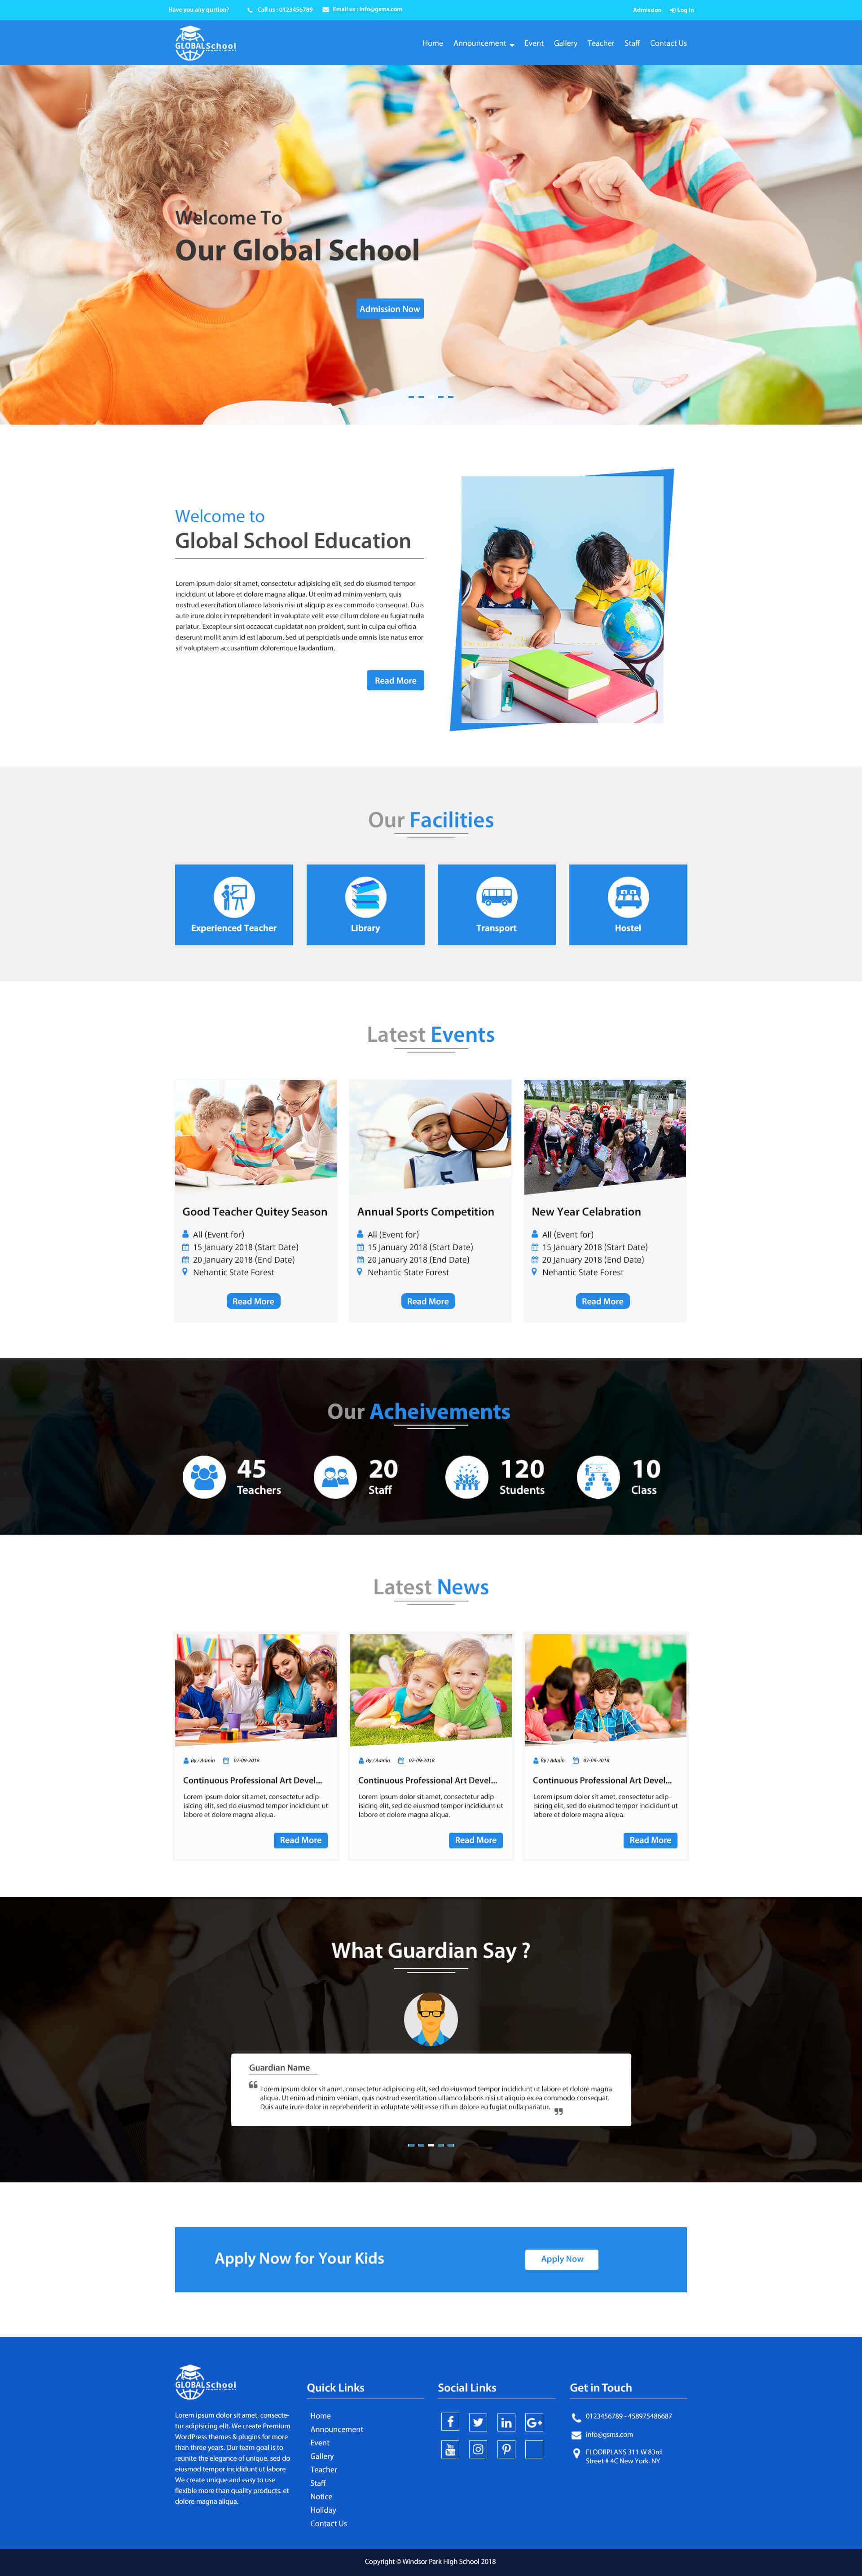 Have you any qurtion?
Call us : 0123456789
Email us : info@gsms.com
Admission
Log In
GLOBAL School
Home
Announcement
Event
Gallery
Teacher
Staff
Contact Us
Welcome To
Our Global School
Admission Now
Welcome to
Global School Education
Lorem ipsum dolor sit amet, consectetur adipisicing elit, sed do eiusmod tempor
incididunt ut labore et dolore magna aliqua. Ut enim ad minim veniam, quis
nostrud exercitation ullamco laboris nisi ut aliquip ex ea commodo consequat. Duis
aute irure dolor in reprehenderit in voluptate velit esse cillum dolore eu fugiat nulla
pariatur. Excepteur sint occaecat cupidatat non proident, sunt in culpa qui officia
deserunt mollit anim id est laborum. Sed ut perspiciatis unde omnis iste natus error
sit voluptatem accusantium doloremque laudantium,
Read More
Our Facilities
Experienced Teacher
Library
Transport
Hostel
Latest Events
Good Teacher Quitey Season
All (Event for)
15 January 2018 (Start Date)
20 January 2018 (End Date)
Nehantic State Forest
Read More
Annual Sports Competition
All (Event for)
15 January 2018 (Start Date)
20 January 2018 (End Date)
Nehantic State Forest
Read More
New Year Celabration
All (Event for)
15 January 2018 (Start Date)
20 January 2018 (End Date)
Nehantic State Forest
Read More
Our Acheivements
45
Teachers
20
Staff
120
Students
10
Class
Latest News
By / Admin
07-09-2018
Continuous Professional Art Devel...
Lorem ipsum dolor sit amet, consectetur adip-
isicing elit, sed do eiusmod tempor incididunt ut
labore et dolore magna aliqua.
Read More
By / Admin
07-09-2018
Continuous Professional Art Devel...
Lorem ipsum dolor sit amet, consectetur adip-
isicing elit, sed do eiusmod tempor incididunt ut
labore et dolore magna aliqua.
Read More
By / Admin
07-09-2018
Continuous Professional Art Devel...
Lorem ipsum dolor sit amet, consectetur adip-
isicing elit, sed do eiusmod tempor incididunt ut
labore et dolore magna aliqua.
Read More
What Guardian Say ?
Guardian Name
Lorem ipsum dolor sit amet, consectetur adipisicing elit, sed do eiusmod tempor incididunt ut labore et dolore magna
aliqua. Ut enim ad minim veniam, quis nostrud exercitation ullamco laboris nisi ut aliquip ex ea commodo consequat.
Duis aute irure dolor in reprehenderit in voluptate velit esse cillum dolore eu fugiat nulla pariatur.
Apply Now for Your Kids
Apply Now
GLOBAL School
Lorem ipsum dolor sit amet, consecte-
tur adipisicing elit, We create Premium
WordPress themes & plugins for more
than three years. Our team goal is to
reunite the elegance of unique. sed do
eiusmod tempor incididunt ut labore
We create unique and easy to use
flexible more than quality products. et
dolore magna aliqua.
Quick Links
Home
Announcement
Event
Gallery
Teacher
Staff
Notice
Holiday
Contact Us
Social Links
Get in Touch
0123456789 - 458975486687
info@gsms.com
FLOORPLANS 311 W 83rd
Street # 4C New York, NY
Copyright © Windsor Park High School 2018